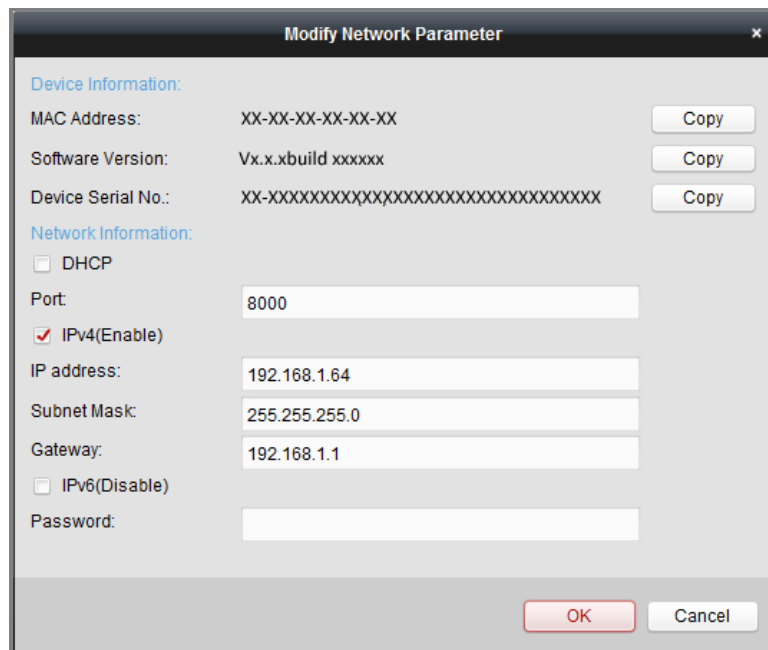 Modify Network Parameter ×
Device Information:
MAC Address: XX-XX-XX-XX-XX-XX Copy
Software Version: Vx.x.xbuild xxxxxx Copy
Device Serial No.: XX-XXXXXXXXXXXXXXXXXXXXXXXXXXXXXXXXX Copy
Network Information:
DHCP
Port: 8000
IPv4(Enable)
IP address: 192.168.1.64
Subnet Mask: 255.255.255.0
Gateway: 192.168.1.1
IPv6(Disable)
Password:
OK Cancel